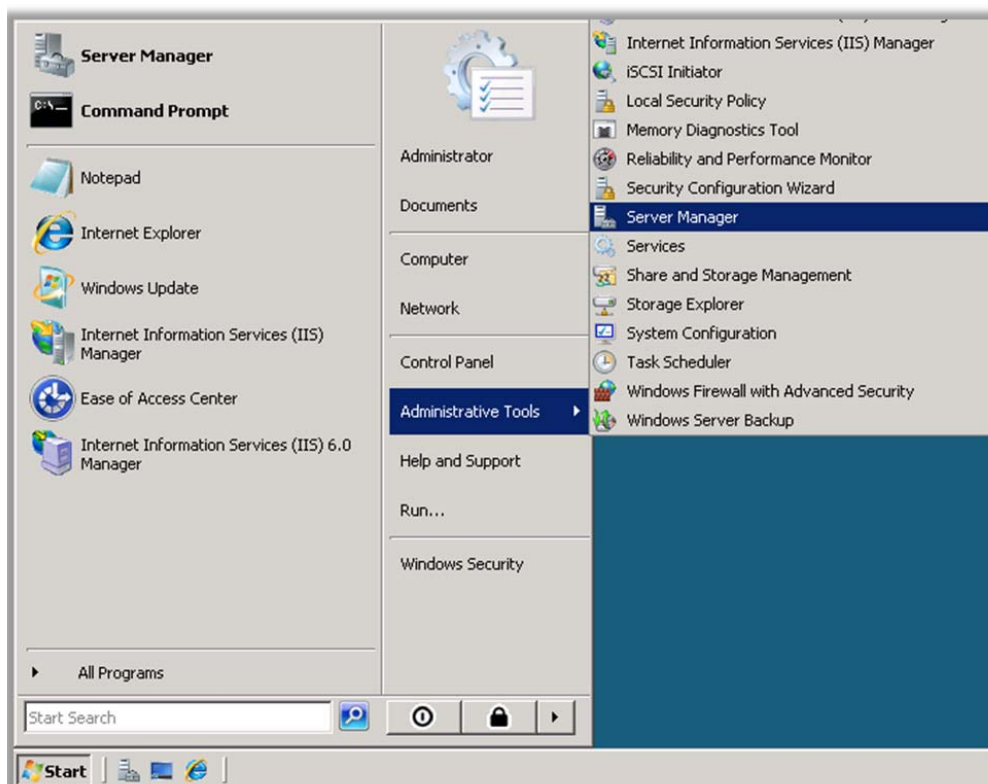 Server Manager
Command Prompt
Notepad
Internet Explorer
Windows Update
Internet Information Services (IIS)
Manager
Ease of Access Center
Internet Information Services (IIS) 6.0
Manager
All Programs
Start Search
Administrator
Documents
Computer
Network
Control Panel
Administrative Tools
Help and Support
Run...
Windows Security
Internet Information Services (IIS) Manager
iSCSI Initiator
Local Security Policy
Memory Diagnostics Tool
Reliability and Performance Monitor
Security Configuration Wizard
Server Manager
Services
Share and Storage Management
Storage Explorer
System Configuration
Task Scheduler
Windows Firewall with Advanced Security
Windows Server Backup
Start